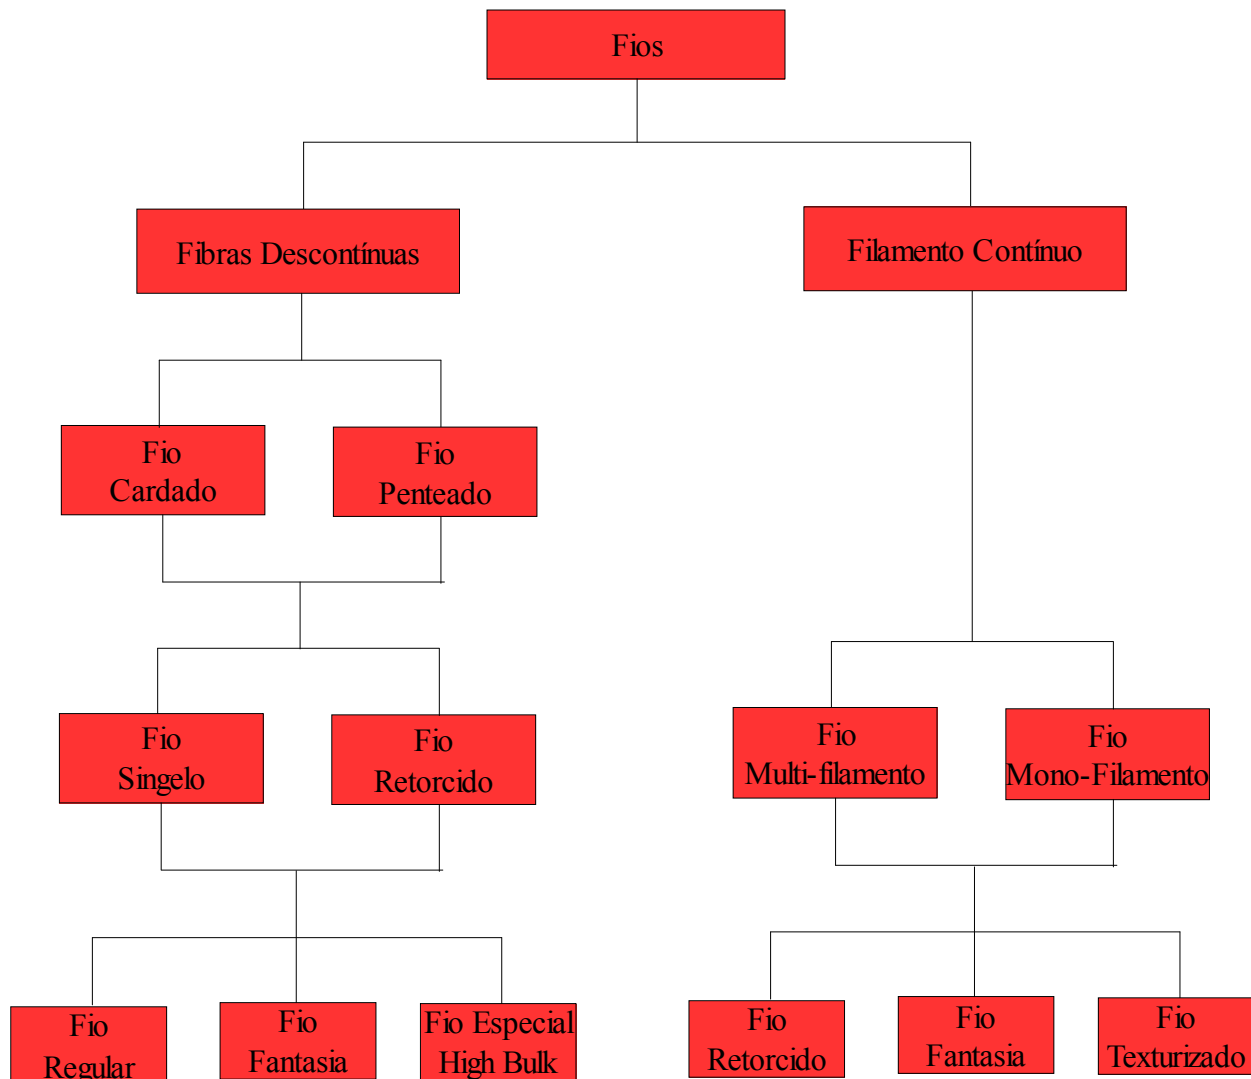 Fios
Fibras Descontínuas
Filamento Contínuo
Fio
Cardado
Fio
Penteado
Fio
Singelo
Fio
Retorcido
Fio
Multi-filamento
Fio
Mono-Filamento
Fio
Regular
Fio
Fantasia
Fio Especial
High Bulk
Fio
Retorcido
Fio
Fantasia
Fio
Texturizado